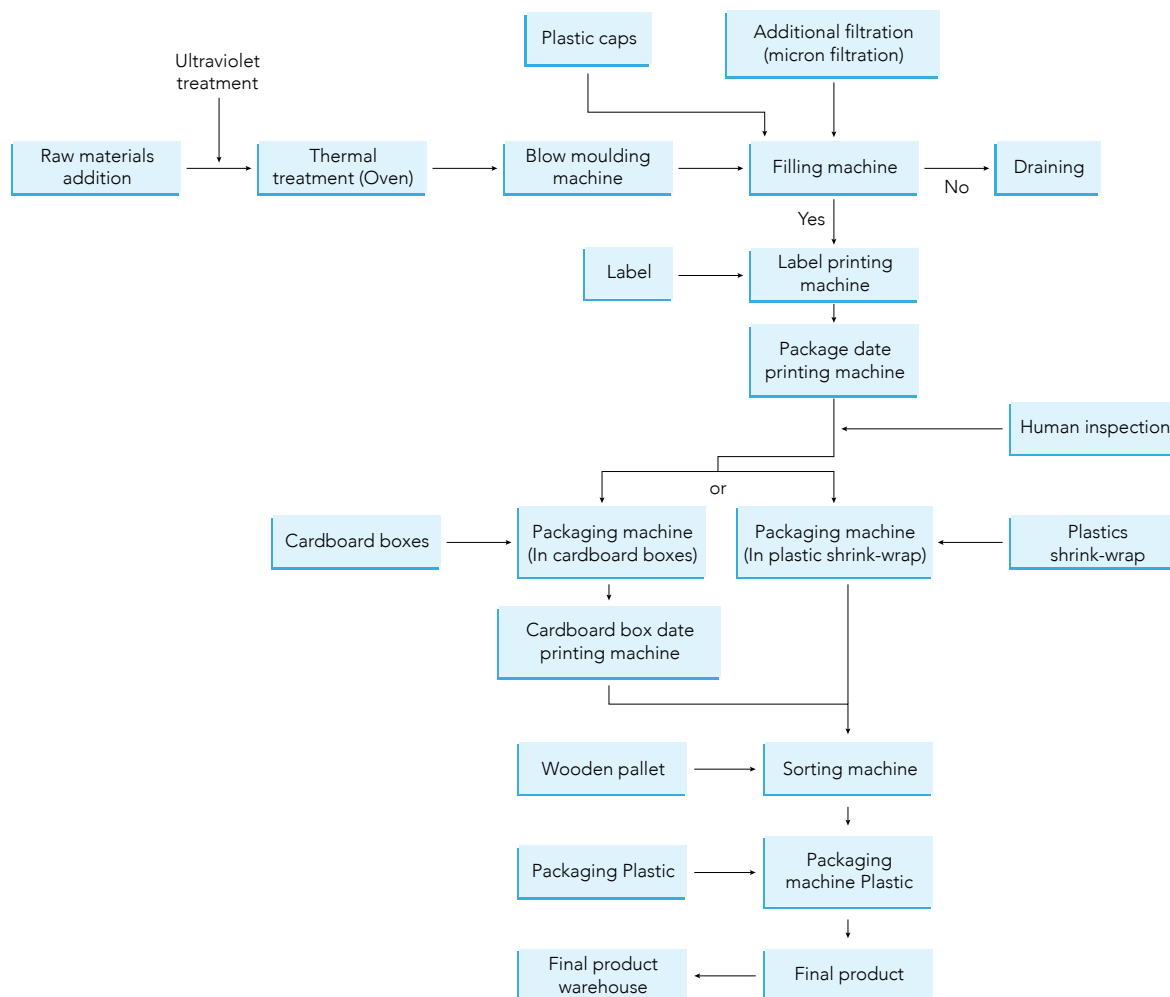 Plastic caps
Additional filtration
(micron filtration)
Ultraviolet
treatment
Raw materials
addition
Thermal
treatment (Oven)
Blow moulding
machine
Filling machine
No
Draining
Yes
Label
Label printing
machine
Package date
printing machine
Human inspection
or
Cardboard boxes
Packaging machine
(In cardboard boxes)
Packaging machine
(In plastic shrink-wrap)
Plastics
shrink-wrap
Cardboard box date
printing machine
Wooden pallet
Sorting machine
Packaging Plastic
Packaging
machine Plastic
Final product
warehouse
Final product